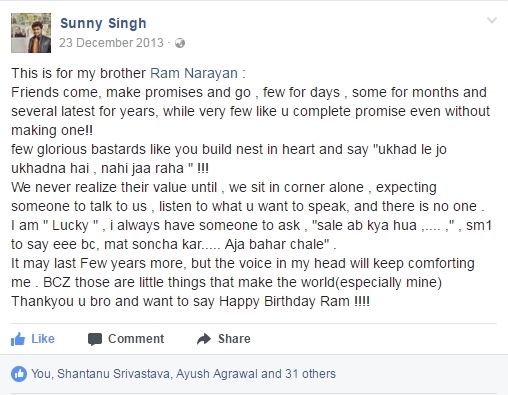 Sunny Singh
23 December 2013 ·
This is for my brother Ram Narayan :
Friends come, make promises and go , few for days , some for months and
several latest for years, while very few like u complete promise even without
making one!!
few glorious bastards like you build nest in heart and say "ukhad le jo
ukhadna hai , nahi jaa raha " !!!
We never realize their value until , we sit in corner alone , expecting
someone to talk to us , listen to what u want to speak, and there is no one .
I am " Lucky " , i always have someone to ask , "sale ab kya hua ,.... ," , sm1
to say eee bc, mat soncha kar..... Aja bahar chale" .
It may last Few years more, but the voice in my head will keep comforting
me . BCZ those are little things that make the world(especially mine)
Thankyou u bro and want to say Happy Birthday Ram !!!!
Like Comment Share
You, Shantanu Srivastava, Ayush Agrawal and 31 others